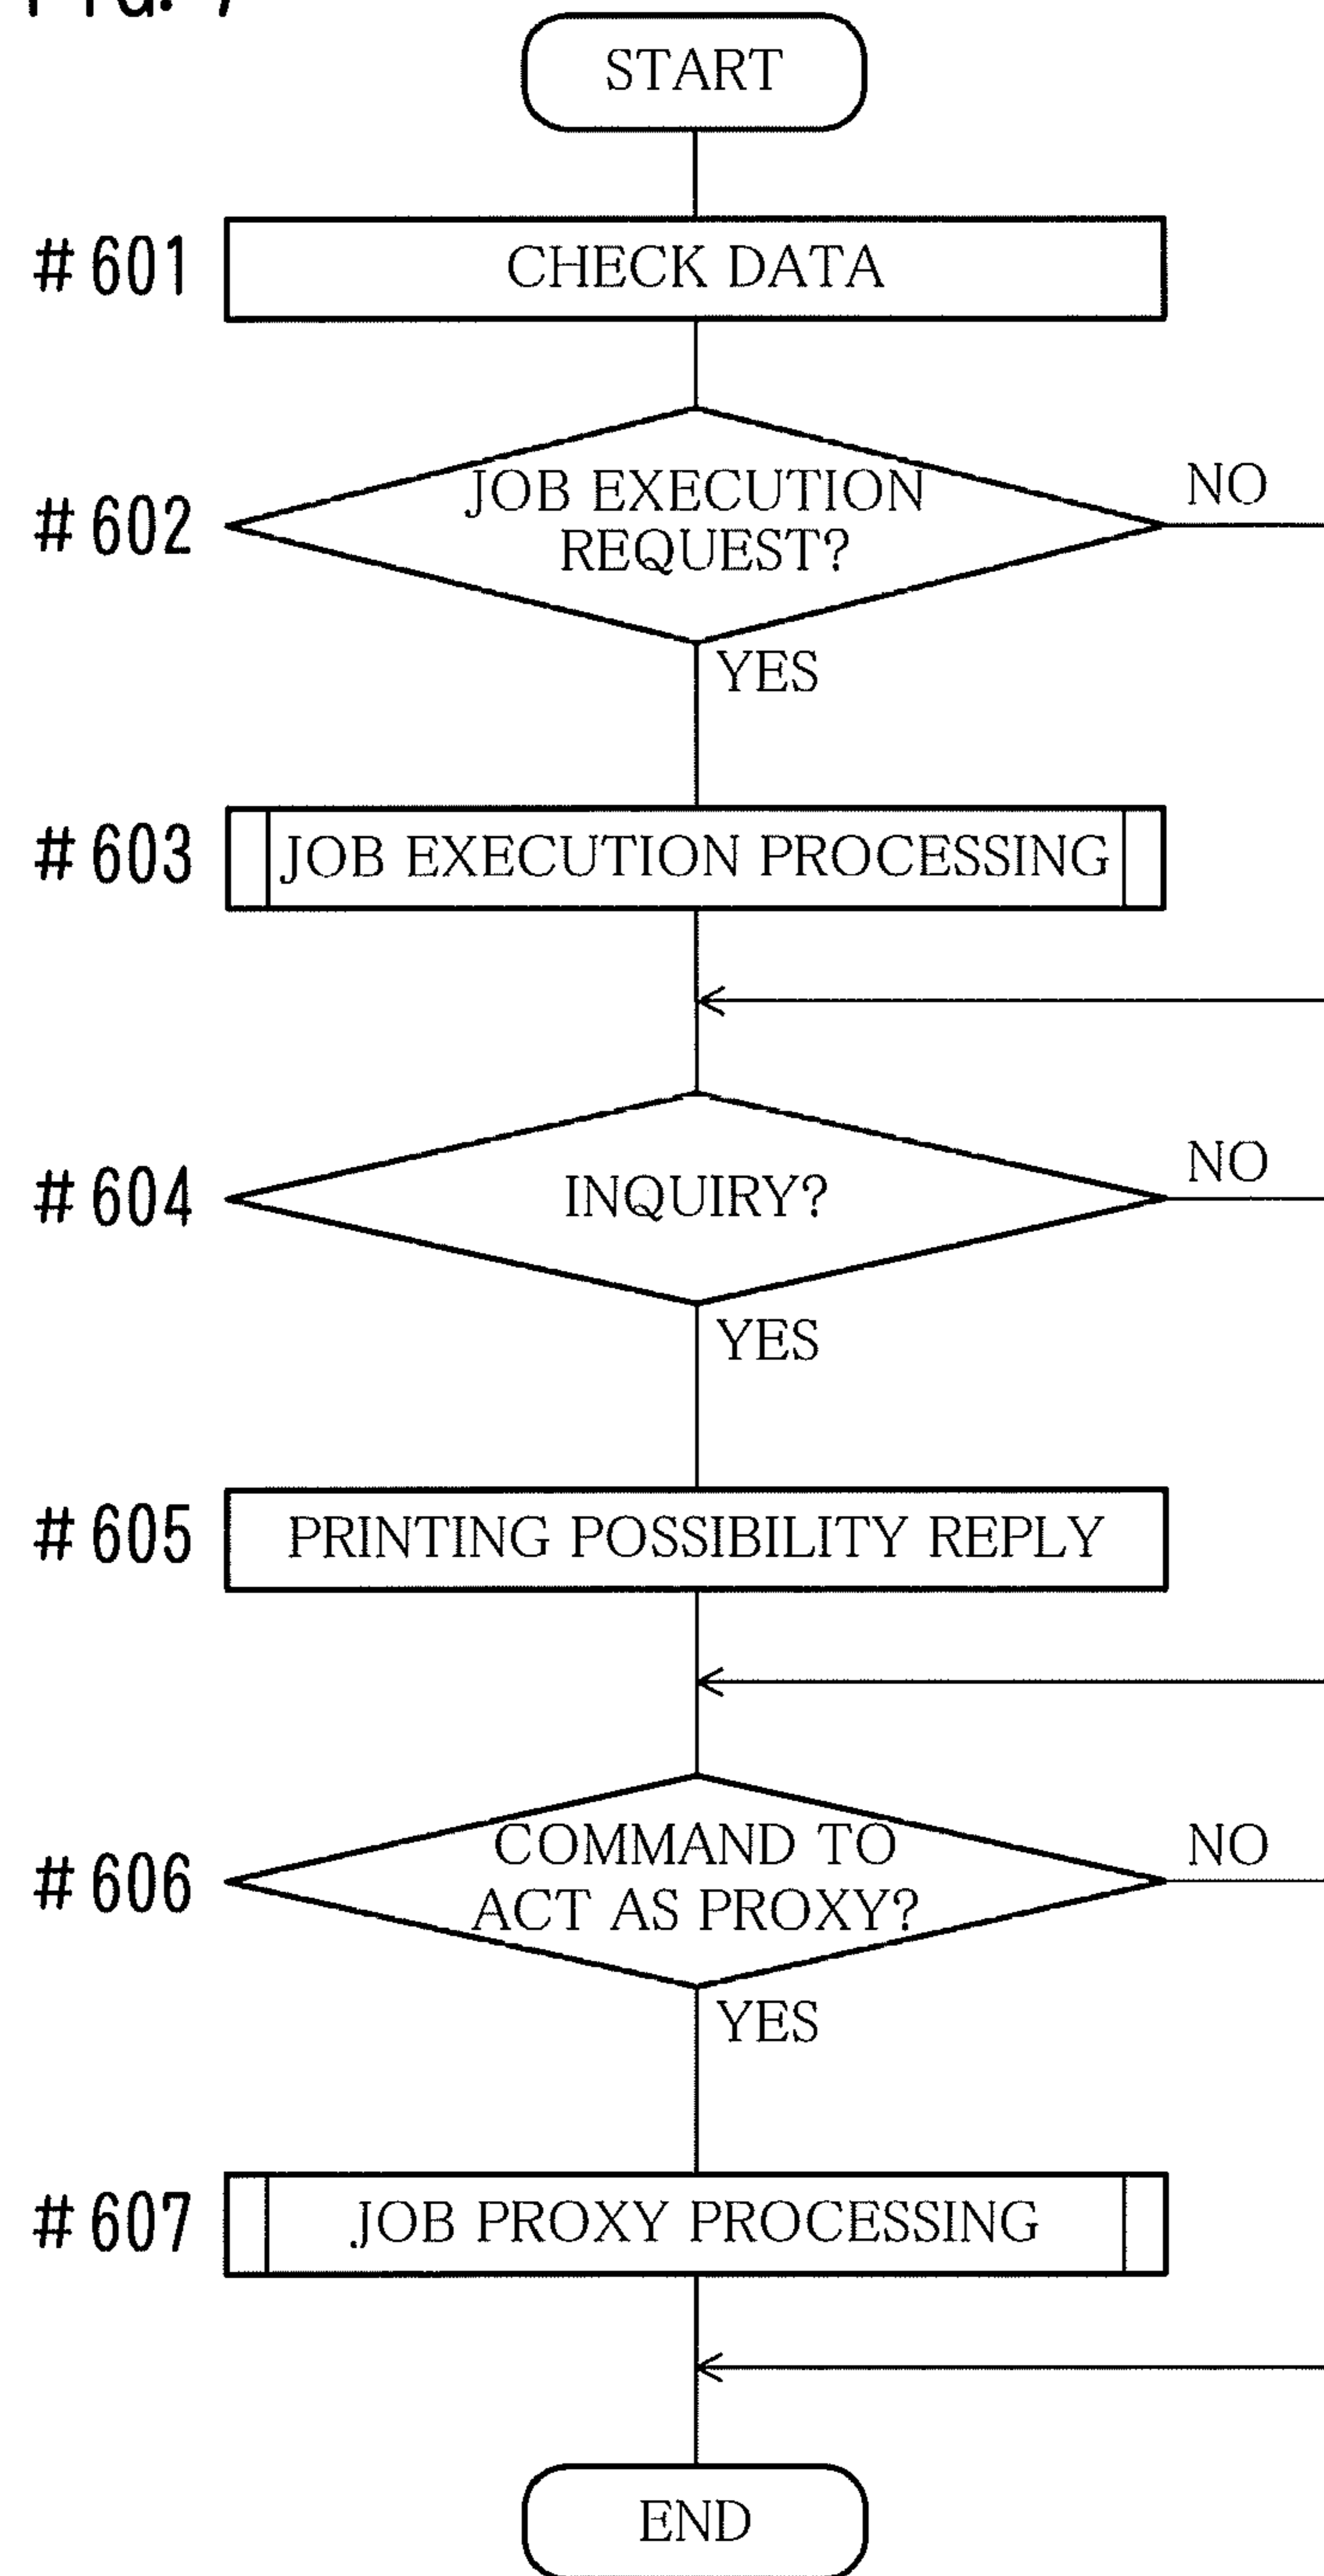 START
#601 CHECK DATA
JOB EXECUTION
#602 REQUEST?
NO
YES
#603 JOB EXECUTION PROCESSING
#604 INQUIRY?
NO
YES
#605 PRINTING POSSIBILITY REPLY
COMMAND TO
#606 ACT AS PROXY?
NO
YES
#607 JOB PROXY PROCESSING
END